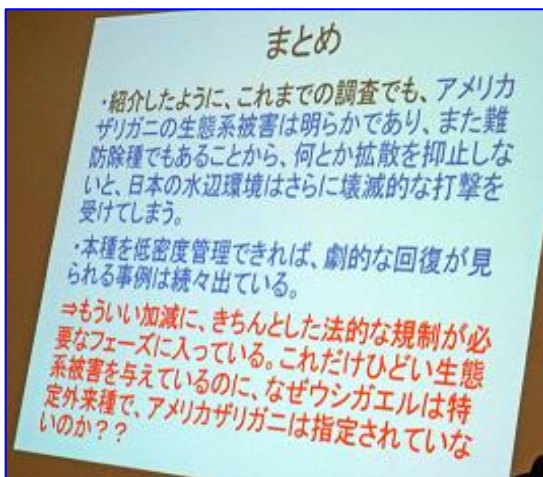 まとめ
・紹介したように、これまでの調査でも、アメリカ
ザリガニの生態系被害は明らかであり、また難
防除種でもあることから、何とか拡散を抑止しな
いと、日本の水辺環境はさらに壊滅的な打撃を
受けてしまう。
・本種を低密度管理できれば、劇的な回復が見
られる事例は続々出ている。
⇒もういい加減に、きちんとした法的な規制が必
要なフェーズに入っている。これだけひどい生態
系被害を与えているのに、なぜウシガエルは特
定外来種で、アメリカザリガニは指定されていな
いのか？？